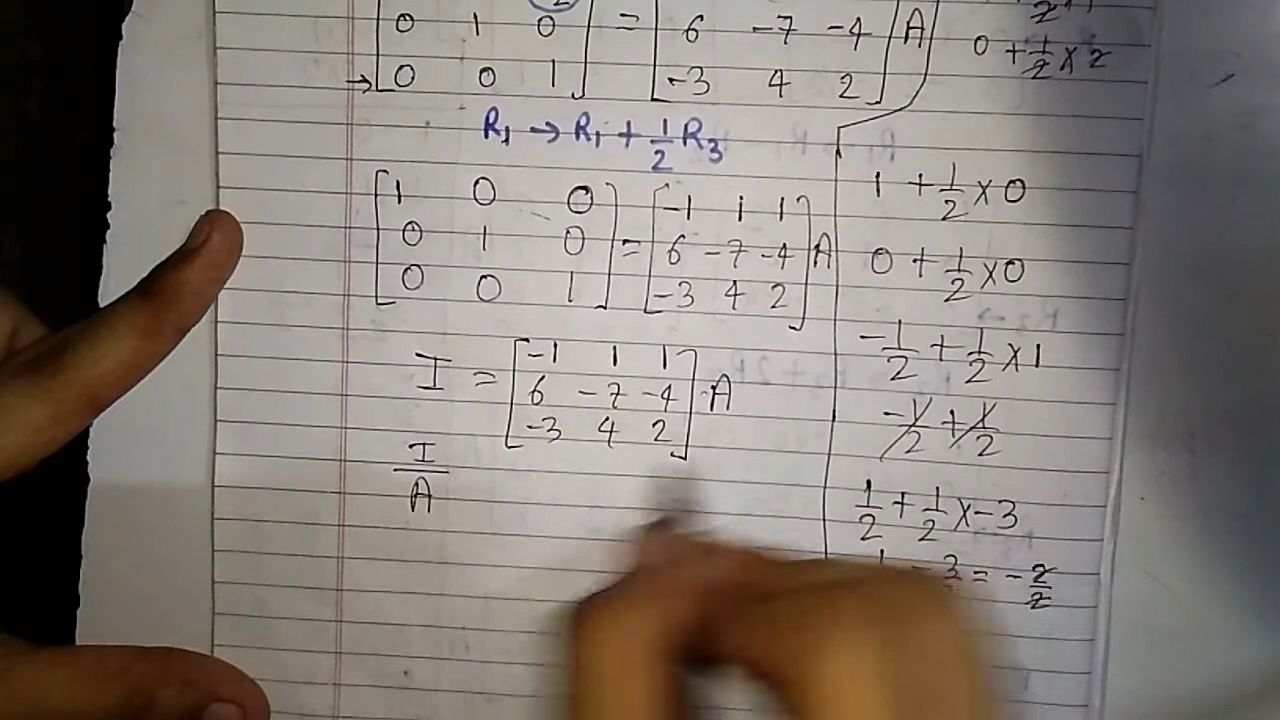 0 1 0 = 6 -7 -4 A
→ 0 0 1 -3 4 2
0 + 1/2 × 2
R₁ → R₁ + 1/2 R₃
1 0 0 = -1 1 1
0 1 0 6 -7 -4 A
0 0 1 -3 4 2
I = -1 1 1
6 -7 -4 · A
-3 4 2
I/A
1 + 1/2 × 0
0 + 1/2 × 0
-1/2 + 1/2 × 1
-1/2 + 1/2
1/2 + 1/2 × -3
- 3 = -2/2